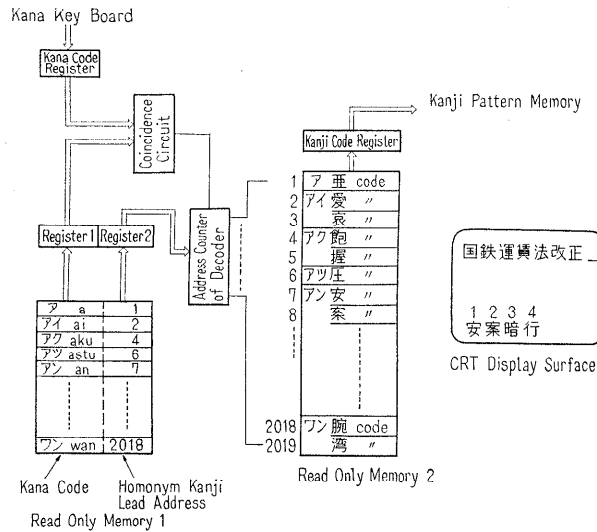 Kana Key Board
Kana Code
Register
Coincidence
Circuit
Kanji Pattern Memory
Kanji Code Register
Register 1
Register 2
Address Counter
of Decoder
ア a 1
アイ ai 2
アク aku 4
アツ astu 6
アン an 7
ワン wan 2018
Kana Code
Homonym Kanji
Lead Address
Read Only Memory 1
1 ア 亜 code
2 アイ 愛 〃
3 哀 〃
4 アク 飽 〃
5 握 〃
6 アツ 圧 〃
7 アン 安 〃
8 案 〃
2018 ワン 腕 code
2019 湾 〃
Read Only Memory 2
国鉄運賃法改正_
1 2 3 4
安案暗行
CRT Display Surface